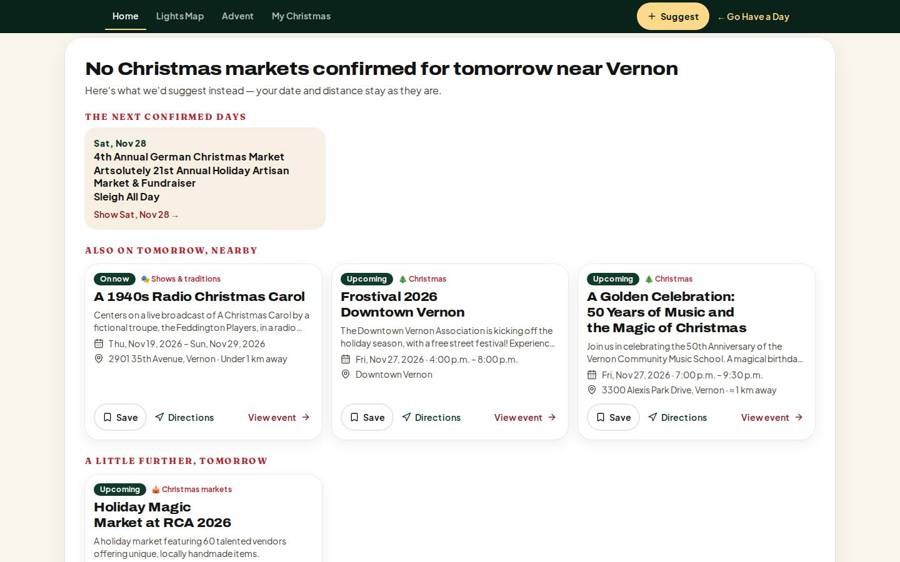 Home Lights Map Advent My Christmas + Suggest ← Go Have a Day
No Christmas markets confirmed for tomorrow near Vernon
Here's what we'd suggest instead — your date and distance stay as they are.
THE NEXT CONFIRMED DAYS
Sat, Nov 28
4th Annual German Christmas Market
Artsolutely 21st Annual Holiday Artisan
Market & Fundraiser
Sleigh All Day
Show Sat, Nov 28 →
ALSO ON TOMORROW, NEARBY
On now Shows & traditions
A 1940s Radio Christmas Carol
Centers on a live broadcast of A Christmas Carol by a
fictional troupe, the Feddington Players, in a radio...
Thu, Nov 19, 2026 – Sun, Nov 29, 2026
2901 35th Avenue, Vernon · Under 1 km away
Save Directions View event →
Upcoming Christmas
Frostival 2026
Downtown Vernon
The Downtown Vernon Association is kicking off the
holiday season, with a free street festival! Experienc...
Fri, Nov 27, 2026 · 4:00 p.m. – 8:00 p.m.
Downtown Vernon
Save Directions View event →
Upcoming Christmas
A Golden Celebration:
50 Years of Music and
the Magic of Christmas
Join us in celebrating the 50th Anniversary of the
Vernon Community Music School. A magical birthda...
Fri, Nov 27, 2026 · 7:00 p.m. – 9:30 p.m.
3300 Alexis Park Drive, Vernon · ≈ 1 km away
Save Directions View event →
A LITTLE FURTHER, TOMORROW
Upcoming Christmas markets
Holiday Magic
Market at RCA 2026
A holiday market featuring 60 talented vendors
offering unique, locally handmade items.